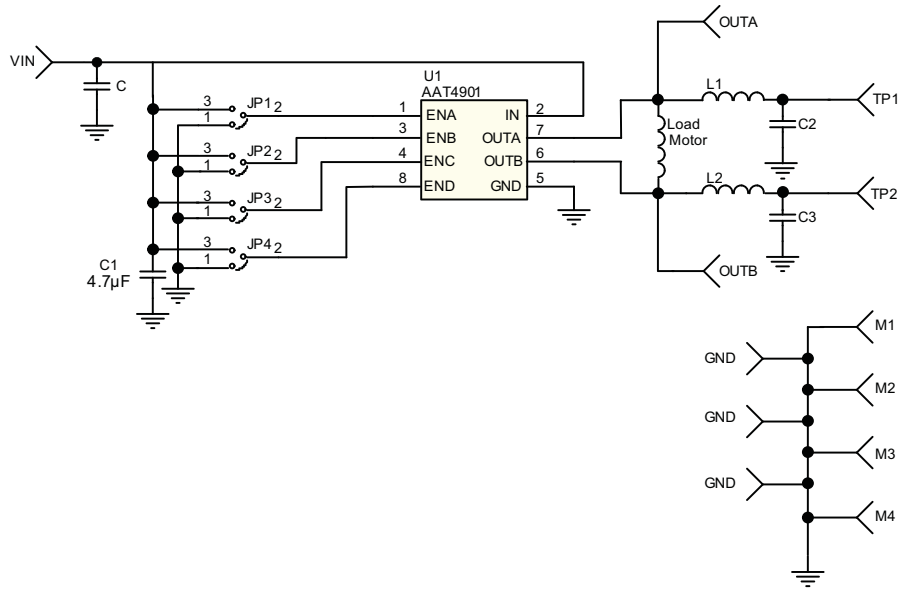 OUTA
VIN
U1
AAT4901
C
L1
TP1
3
JP1
2
1
1
ENA
IN
2
C2
3
ENB
OUTA
7
Load
Motor
3
JP2
2
1
4
ENC
OUTB
6
8
END
GND
5
L2
TP2
3
JP3
2
1
C3
3
JP4
2
1
C1
4.7µF
OUTB
M1
GND
M2
GND
M3
GND
M4